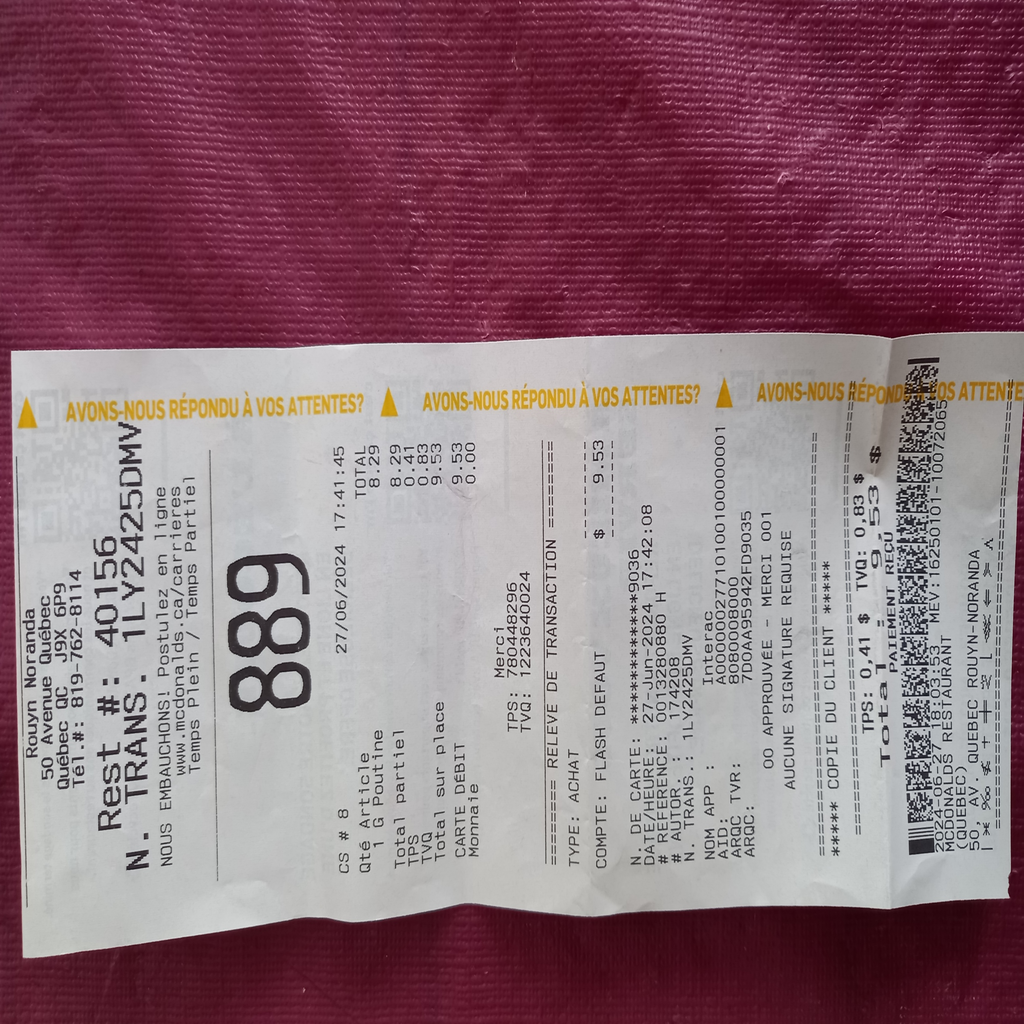 Rouyn Noranda
50 Avenue Québec
Québec QC, J9X 6P9
Tél.#: 819-762-8114
Rest #: 40156
N. TRANS. 1LY2425DMV
NOUS EMBAUCHONS! Postulez en ligne
www.mcdonalds.ca/carrieres
Temps Plein / Temps Partiel
889
CS # 8 27/06/2024 17:41:45
Qté Article TOTAL
1 G Poutine 8.29
Total partiel 8.29
TPS 0.41
TVQ 0.83
Total sur place 9.53
CARTE DÉBIT 9.53
Monnaie 0.00
Merci
TPS: 780448296
TVQ: 1223640024
====== RELEVE DE TRANSACTION ======
TYPE: ACHAT
COMPTE: FLASH DEFAUT $ 9.53
N. DE CARTE: ************9036
DATE/HEURE: 27-Jun-2024 17:42:08
# REFERENCE: 0013280880 H
# AUTOR. : 774208
N. TRANS.: 1LY2425DMV
NOM APP : Interac
AID: A00000027710100100000001
ARQC TVR: 8080008000
ARQC: 7D0AA95942FD9035
00 APPROUVÉE - MERCI 001
AUCUNE SIGNATURE REQUISE
***** COPIE DU CLIENT *****
TPS: 0,41 $ TVQ: 0,83 $
Total : 9,53 $
PAIEMENT REÇU
2024-06-27 18:03:53 MEV:16250101-10072065
MCDONALDS RESTAURANT
(QUEBEC)
50, AV. QUEBEC ROUYN-NORANDA
AVONS-NOUS RÉPONDU À VOS ATTENTES?
AVONS-NOUS RÉPONDU À VOS ATTENTES?
AVONS-NOUS RÉPONDU À VOS ATTENTE